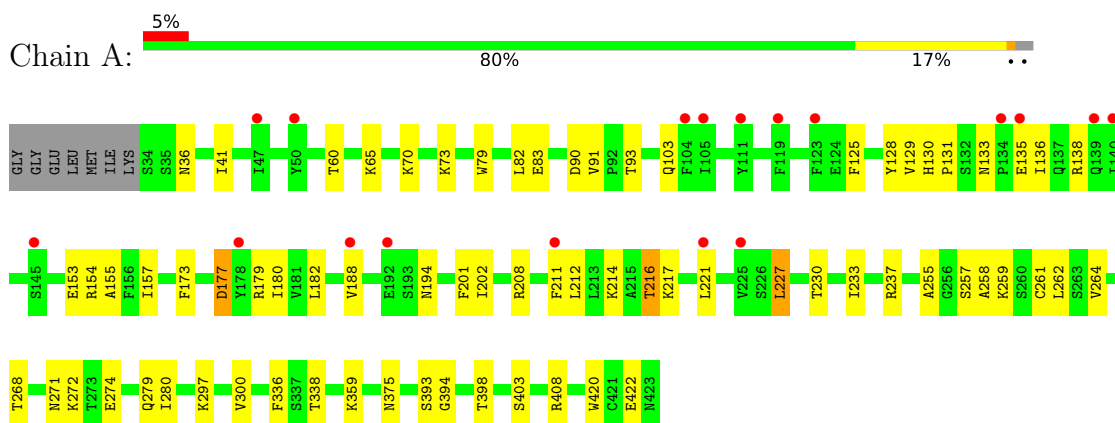 5%
Chain A:
80% 17% • •
GLY GLY GLU LEU MET ILE LYS S34 S35 N36 I41 I47 Y50 T60 K65 K70 K73 W79 L82 E83 D90 V91 P92 T93 Q103 F104 I105 Y111 F119 F123 E124 F125 Y128 V129 H130 P131 S132 N133 P134 E135 I136 Q137 R138 Q139
S145 E153 R154 A155 F156 I157 F173 D177 Y178 R179 I180 V181 L182 V188 E192 S193 N194 F201 I202 R208 F211 L212 L213 K214 A215 T216 K217 L221 V225 S226 L227 T230 I233 R237 A255 G256 S257 A258 K259 S260 C261 L262 S263 V264
T268 N271 K272 T273 E274 Q279 I280 K297 V300 F336 S337 T338 K359 N375 S393 G394 T398 S403 R408 W420 C421 E422 N423